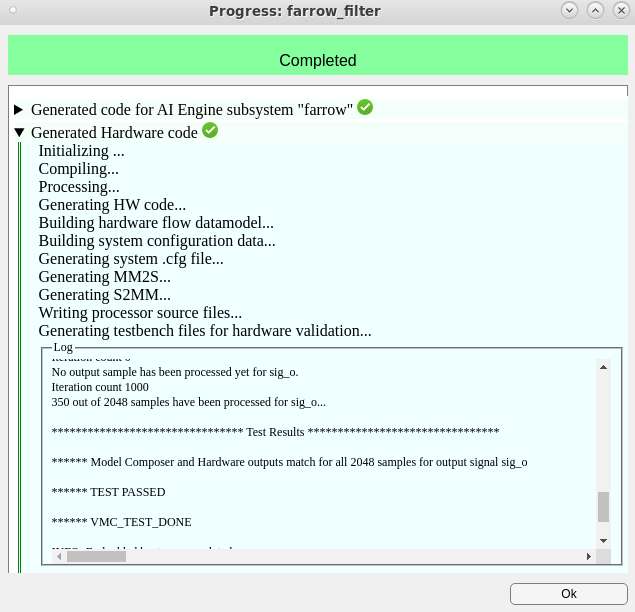 Progress: farrow_filter
Completed
Generated code for AI Engine subsystem "farrow"
Generated Hardware code
Initializing ...
Compiling...
Processing...
Generating HW code...
Building hardware flow datamodel...
Building system configuration data...
Generating system .cfg file...
Generating MM2S...
Generating S2MM...
Writing processor source files...
Generating testbench files for hardware validation...
Log
Iteration count 0
No output sample has been processed yet for sig_o.
Iteration count 1000
350 out of 2048 samples have been processed for sig_o...
******************************** Test Results ********************************
****** Model Composer and Hardware outputs match for all 2048 samples for output signal sig_o
****** TEST PASSED
****** VMC_TEST_DONE
Ok